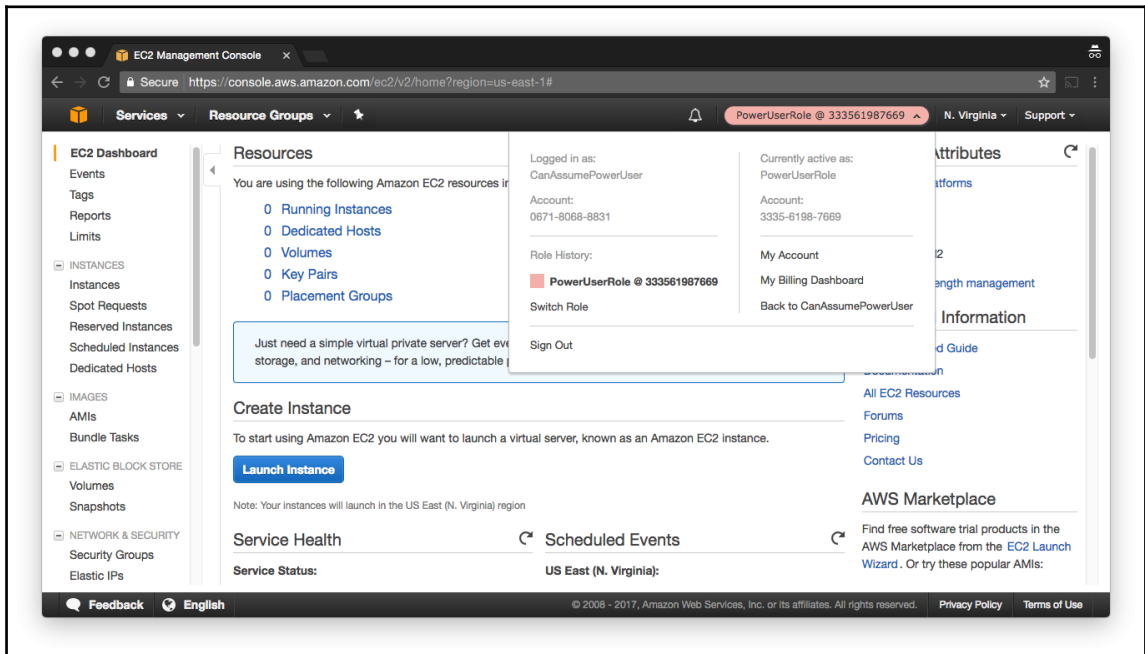 EC2 Management Console
Secure https://console.aws.amazon.com/ec2/v2/home?region=us-east-1#
Services Resource Groups PowerUserRole @ 333561987669 N. Virginia Support
EC2 Dashboard
Events
Tags
Reports
Limits
INSTANCES
Instances
Spot Requests
Reserved Instances
Scheduled Instances
Dedicated Hosts
IMAGES
AMIs
Bundle Tasks
ELASTIC BLOCK STORE
Volumes
Snapshots
NETWORK & SECURITY
Security Groups
Elastic IPs
Resources
You are using the following Amazon EC2 resources in
0 Running Instances
0 Dedicated Hosts
0 Volumes
0 Key Pairs
0 Placement Groups
Just need a simple virtual private server? Get eve
storage, and networking – for a low, predictable
Create Instance
To start using Amazon EC2 you will want to launch a virtual server, known as an Amazon EC2 instance.
Launch Instance
Note: Your instances will launch in the US East (N. Virginia) region
Service Health
Service Status:
Scheduled Events
US East (N. Virginia):
Logged in as:
CanAssumePowerUser
Account:
0671-8068-8831
Role History:
PowerUserRole @ 333561987669
Switch Role
Sign Out
Currently active as:
PowerUserRole
Account:
3335-6198-7669
My Account
My Billing Dashboard
Back to CanAssumePowerUser
Attributes
atforms
ength management
Information
d Guide
Documentation
All EC2 Resources
Forums
Pricing
Contact Us
AWS Marketplace
Find free software trial products in the
AWS Marketplace from the EC2 Launch
Wizard. Or try these popular AMIs:
Feedback English © 2008 - 2017, Amazon Web Services, Inc. or its affiliates. All rights reserved. Privacy Policy Terms of Use